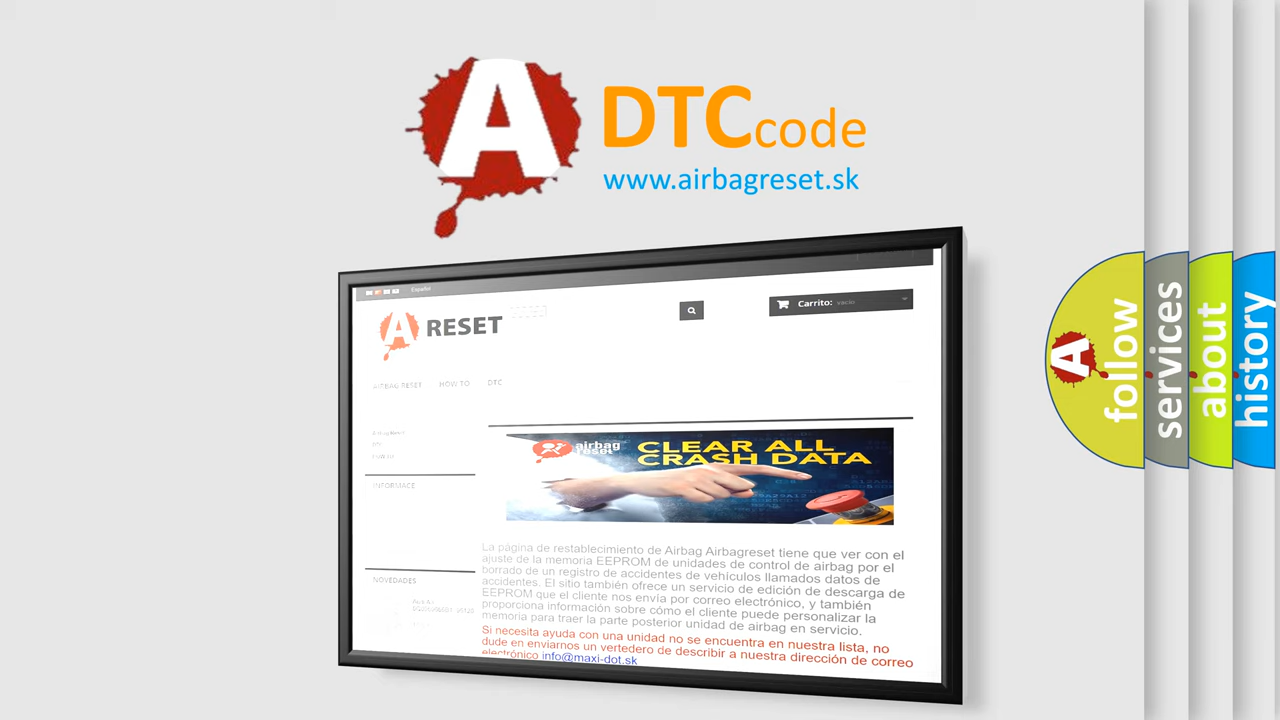 A
DTC code
www.airbagreset.sk
Español
A RESET
Carrito: vacío
AIRBAG RESET HOW TO DTC
INFORMACE
airbag
reset
CLEAR ALL
CRASH DATA
La página de restablecimiento de Airbag Airbagreset tiene que ver con el
ajuste de la memoria EEPROM de unidades de control de airbag por el
borrado de un registro de accidentes de vehículos llamados datos de
accidentes. El sitio también ofrece un servicio de edición de descarga de
EEPROM que el cliente nos envía por correo electrónico, y también
proporciona información sobre cómo el cliente puede personalizar la
memoria para traer la parte posterior unidad de airbag en servicio.
Si necesita ayuda con una unidad no se encuentra en nuestra lista, no
dude en enviarnos un vertedero de describir a nuestra dirección de correo
electrónico info@maxi-dot.sk
NOVEDADES
A
follow
services
about
history